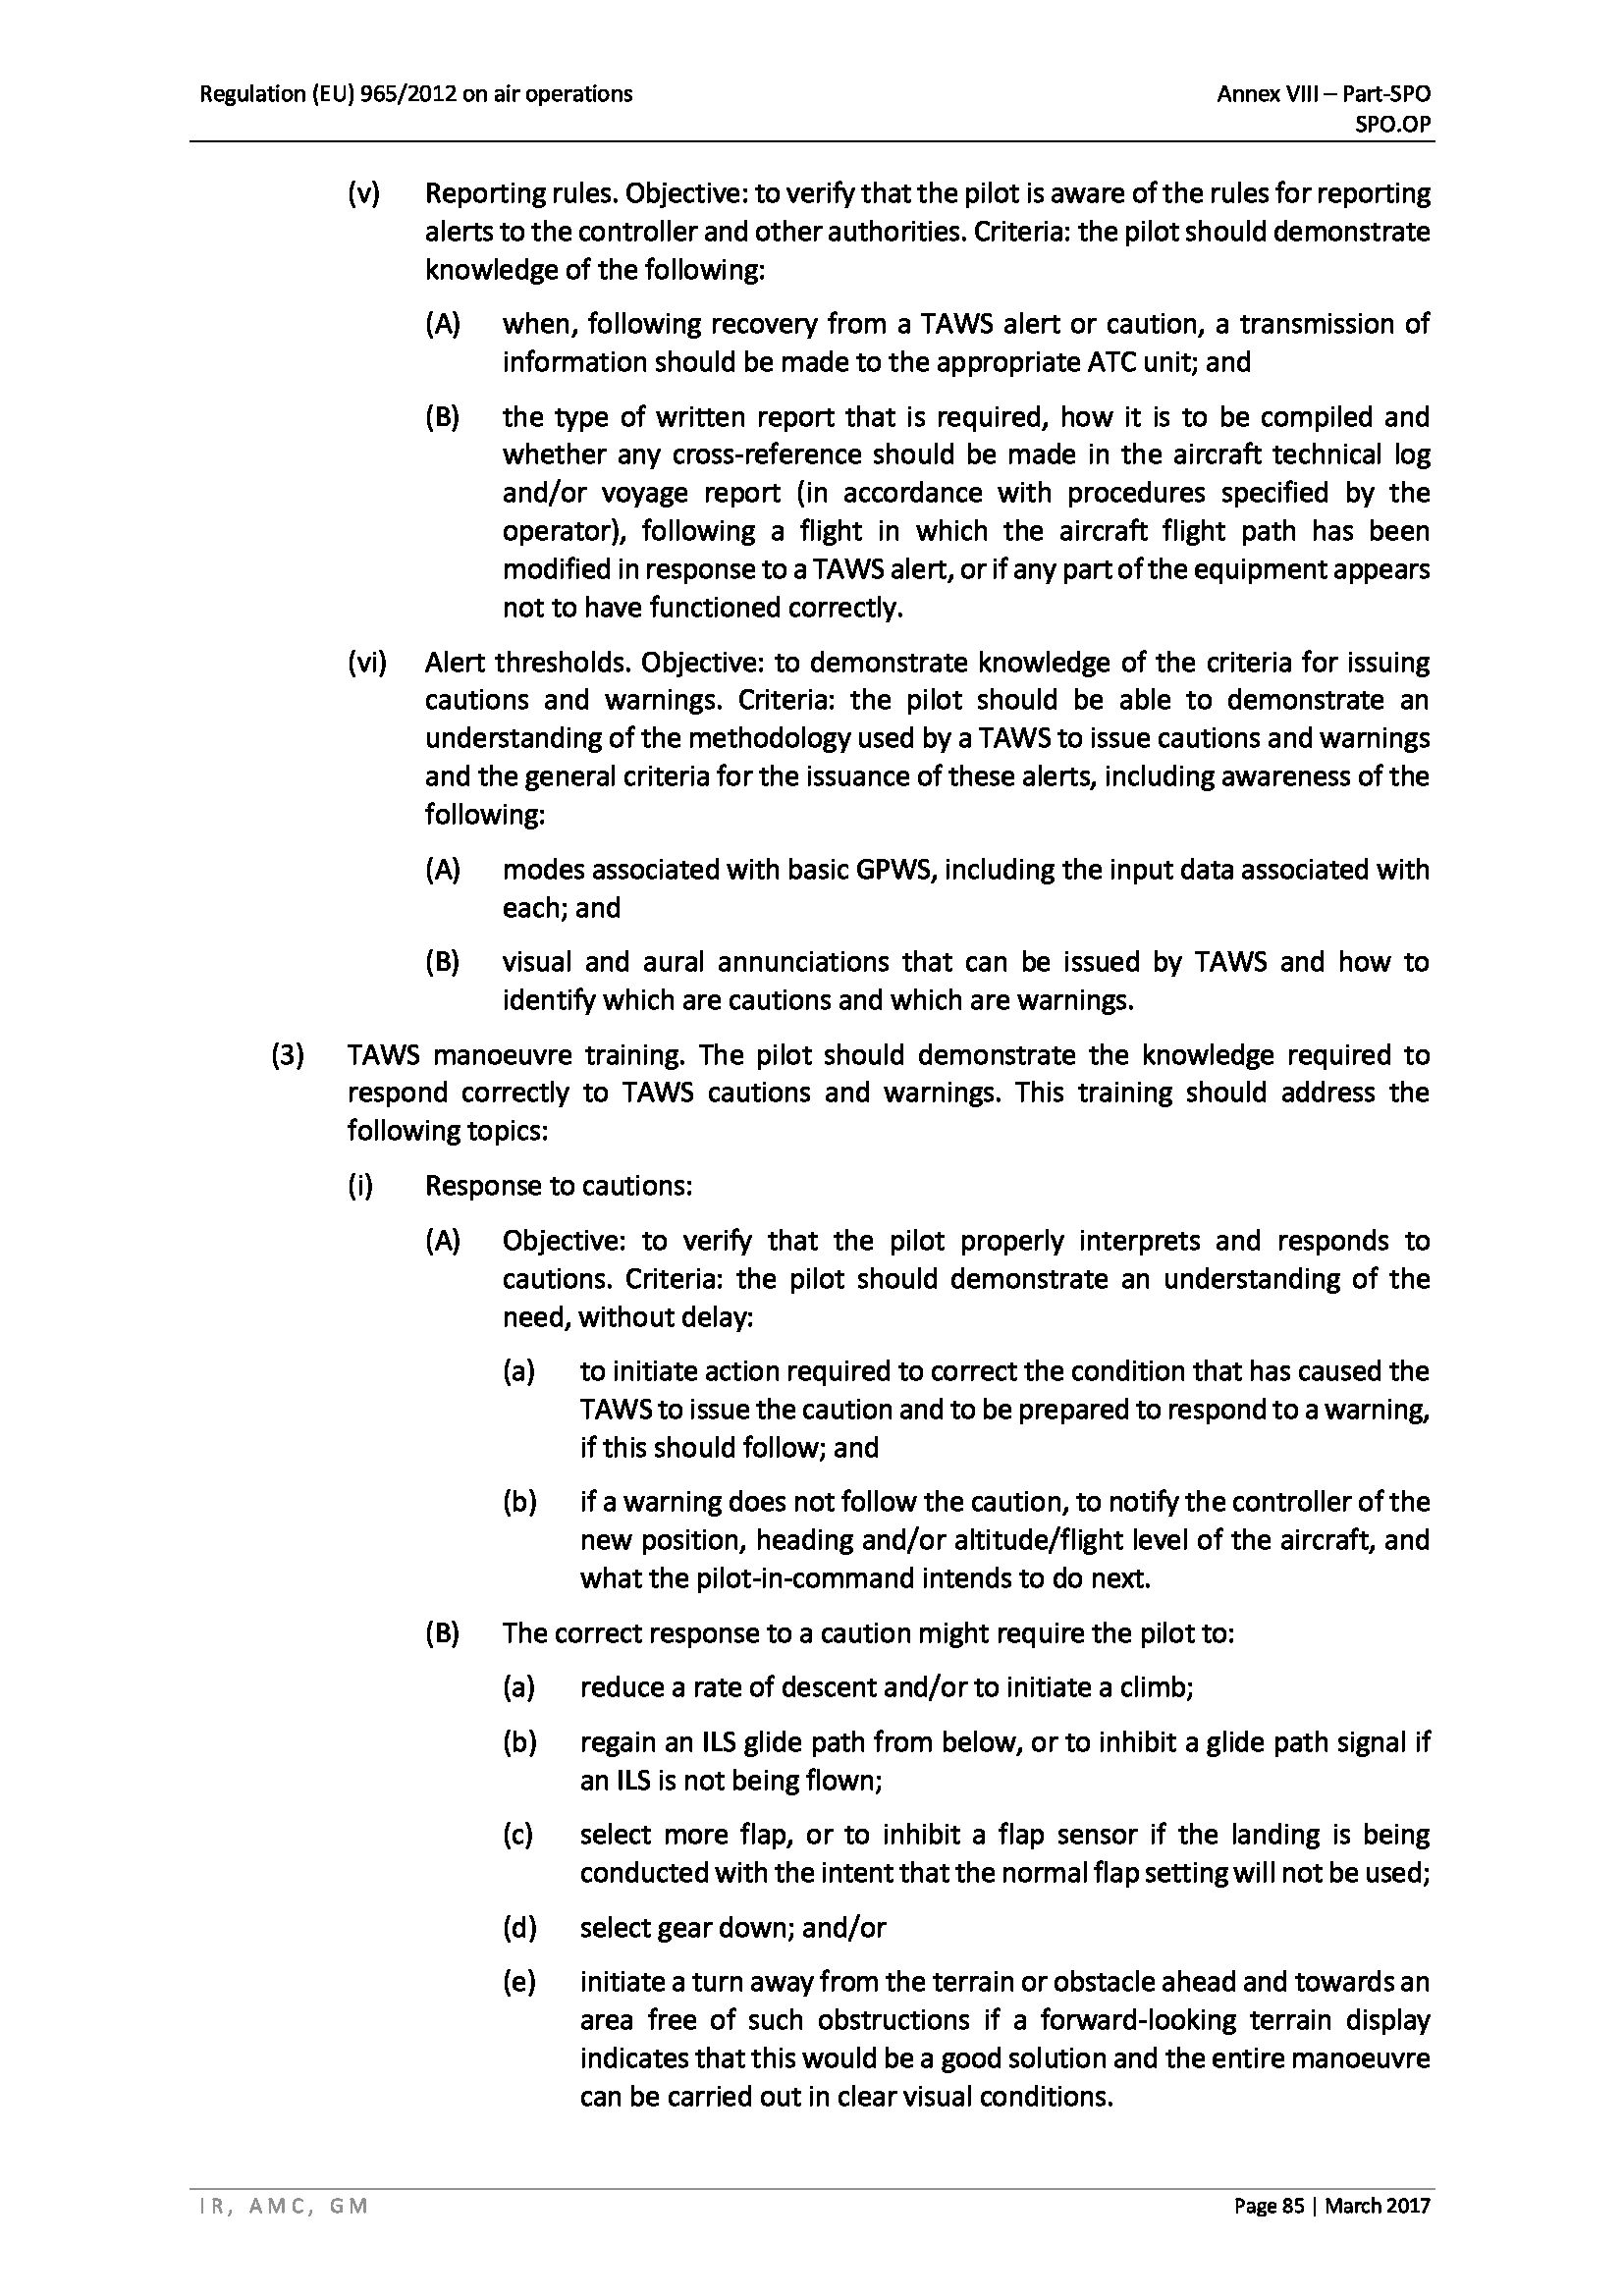 Regulation (EU) 965/2012 on air operations
Annex VIII – Part-SPO
SPO.OP
(v) Reporting rules. Objective: to verify that the pilot is aware of the rules for reporting
alerts to the controller and other authorities. Criteria: the pilot should demonstrate
knowledge of the following:
(A) when, following recovery from a TAWS alert or caution, a transmission of
information should be made to the appropriate ATC unit; and
(B) the type of written report that is required, how it is to be compiled and
whether any cross-reference should be made in the aircraft technical log
and/or voyage report (in accordance with procedures specified by the
operator), following a flight in which the aircraft flight path has been
modified in response to a TAWS alert, or if any part of the equipment appears
not to have functioned correctly.
(vi) Alert thresholds. Objective: to demonstrate knowledge of the criteria for issuing
cautions and warnings. Criteria: the pilot should be able to demonstrate an
understanding of the methodology used by a TAWS to issue cautions and warnings
and the general criteria for the issuance of these alerts, including awareness of the
following:
(A) modes associated with basic GPWS, including the input data associated with
each; and
(B) visual and aural annunciations that can be issued by TAWS and how to
identify which are cautions and which are warnings.
(3) TAWS manoeuvre training. The pilot should demonstrate the knowledge required to
respond correctly to TAWS cautions and warnings. This training should address the
following topics:
(i) Response to cautions:
(A) Objective: to verify that the pilot properly interprets and responds to
cautions. Criteria: the pilot should demonstrate an understanding of the
need, without delay:
(a) to initiate action required to correct the condition that has caused the
TAWS to issue the caution and to be prepared to respond to a warning,
if this should follow; and
(b) if a warning does not follow the caution, to notify the controller of the
new position, heading and/or altitude/flight level of the aircraft, and
what the pilot-in-command intends to do next.
(B) The correct response to a caution might require the pilot to:
(a) reduce a rate of descent and/or to initiate a climb;
(b) regain an ILS glide path from below, or to inhibit a glide path signal if
an ILS is not being flown;
(c) select more flap, or to inhibit a flap sensor if the landing is being
conducted with the intent that the normal flap setting will not be used;
(d) select gear down; and/or
(e) initiate a turn away from the terrain or obstacle ahead and towards an
area free of such obstructions if a forward-looking terrain display
indicates that this would be a good solution and the entire manoeuvre
can be carried out in clear visual conditions.
IR, AMC, GM
Page 85 | March 2017